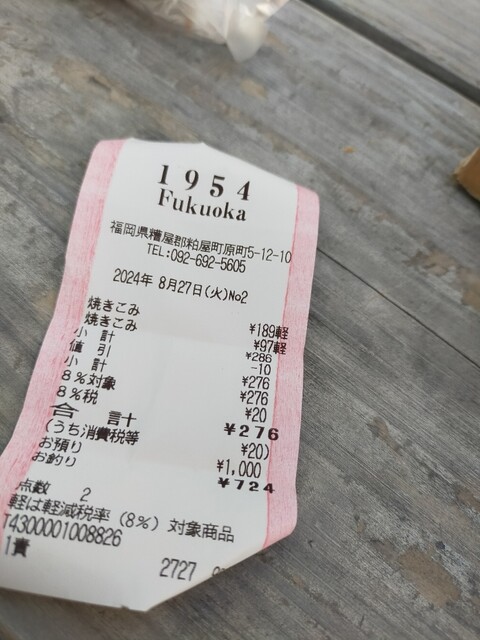 1954
Fukuoka
福岡県糟屋郡粕屋町原町5-12-10
TEL:092-692-5605
2024年 8月27日(火)No2
焼きこみ ¥189軽
焼きこみ ¥97軽
小 計 ¥286
値 引 -10
小 計 ¥276
8%対象 ¥276
8%税 ¥20
合 計 ¥276
(うち消費税等 ¥20)
お預り ¥1,000
お釣り ¥724
点数 2
軽は軽減税率(8%)対象商品
T4300001008826
1責 2727